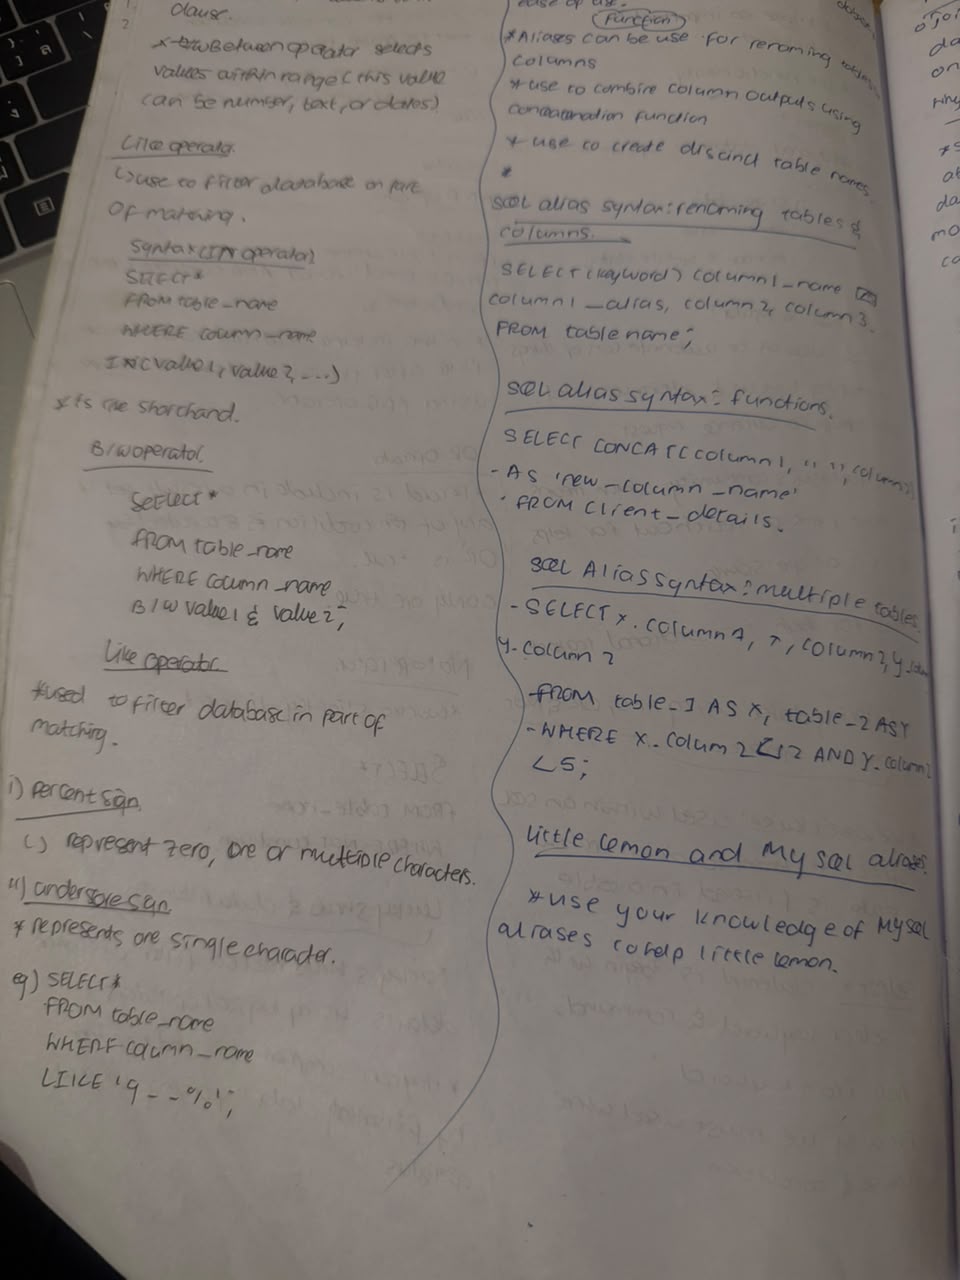 clause.
* Between operator selects
values within range (this value
can be number, text, or dates)
Like operator.
↳ use to filter database on part
of matching.
Syntax (IN operator)
SELECT *
FROM table_name
WHERE column_name
IN (value1, value2, ...)
* Is the shorthand.
B/W operator.
SELECT *
FROM table_name
WHERE column_name
B/W value1 & value2;
Like operator
* used to filter database in part of
matching.
i) percent sign.
↳ represent zero, one or multiple characters.
ii) underscore sign
* represents one single character.
eg) SELECT *
FROM table_name
WHERE column_name
LIKE 'g _ _ %';
ease of use.
Function
* Aliases can be use for renaming tables
columns
* use to combine column outputs using
concatenation function
* use to create distinct table names.
*
SQL alias syntax: renaming tables &
columns.
SELECT (keyword) column1_name
column1_alias, column2, column3.
FROM tablename;
SQL alias syntax: functions.
SELECT CONCAT(column1, " ", column2)
- AS 'new-column_name'
- FROM client_details.
SQL Alias syntax: multiple tables.
- SELECT x.column1, x, column2, y.
y.column2
- FROM table_1 AS x, table_2 AS Y
- WHERE x.colum2 <12 AND Y.column2
<5;
Little lemon and MySQL aliases.
* use your knowledge of MySQL
aliases to help little lemon.